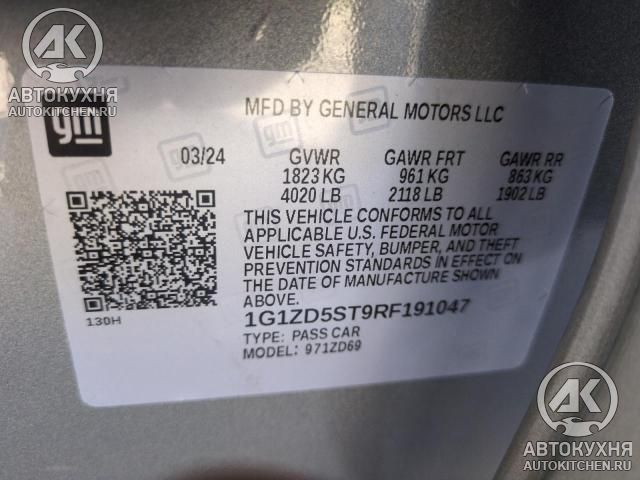 AK
АВТОКУХНЯ
AUTOKITCHEN.RU
gm
MFD BY GENERAL MOTORS LLC
03/24 GVWR GAWR FRT GAWR RR
1823 KG 961 KG 863 KG
4020 LB 2118 LB 1902 LB
THIS VEHICLE CONFORMS TO ALL
APPLICABLE U.S. FEDERAL MOTOR
VEHICLE SAFETY, BUMPER, AND THEFT
PREVENTION STANDARDS IN EFFECT ON
THE DATE OF MANUFACTURE SHOWN
ABOVE.
130H
1G1ZD5ST9RF191047
TYPE: PASS CAR
MODEL: 971ZD69
AK
АВТОКУХНЯ
AUTOKITCHEN.RU